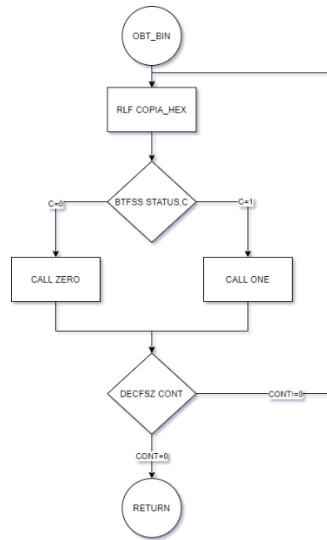 OBT_BIN
RLF COPIA_HEX
BTFSS STATUS,C
C=0
C=1
CALL ZERO
CALL ONE
DECFSZ CONT
CONT!=0
CONT=0
RETURN